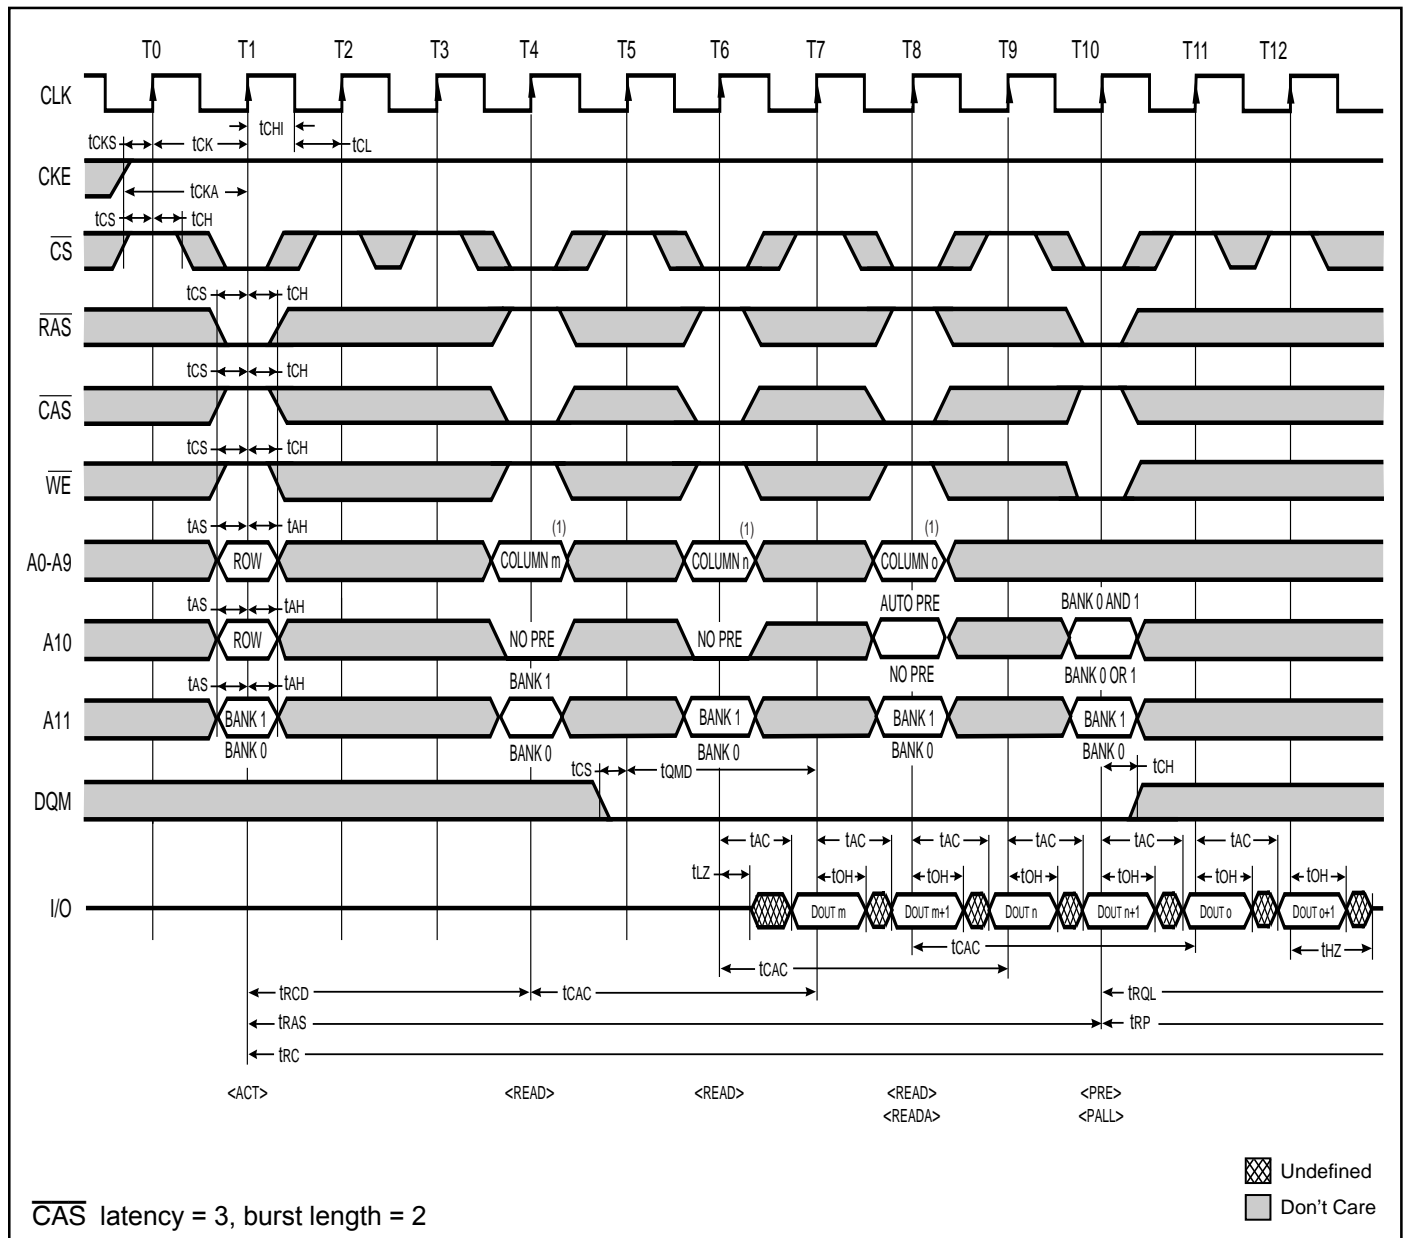 T0 T1 T2 T3 T4 T5 T6 T7 T8 T9 T10 T11 T12
CLK
tCHI
tCKS tCK tCL
CKE
tCKA
tCS tCH
CS
tCS tCH
RAS
tCS tCH
CAS
tCS tCH
WE
tAS tAH (1) (1) (1)
A0-A9 ROW COLUMN m COLUMN n COLUMN o
tAS tAH AUTO PRE BANK 0 AND 1
A10 ROW NO PRE NO PRE
tAS tAH BANK 1 NO PRE BANK 0 OR 1
A11 BANK 1 BANK 1 BANK 1 BANK 1
BANK 0 BANK 0 BANK 0 BANK 0 BANK 0
tCS tQMD tCH
DQM
tAC tAC tAC tAC tAC tAC
tLZ tOH tOH tOH tOH tOH tOH
I/O DOUT m DOUT m+1 DOUT n DOUT n+1 DOUT o DOUT o+1
tCAC tHZ
tCAC
tRCD tCAC tRQL
tRAS tRP
tRC
<ACT> <READ> <READ> <READ> <PRE>
<READA> <PALL>
Undefined
Don't Care
CAS latency = 3, burst length = 2